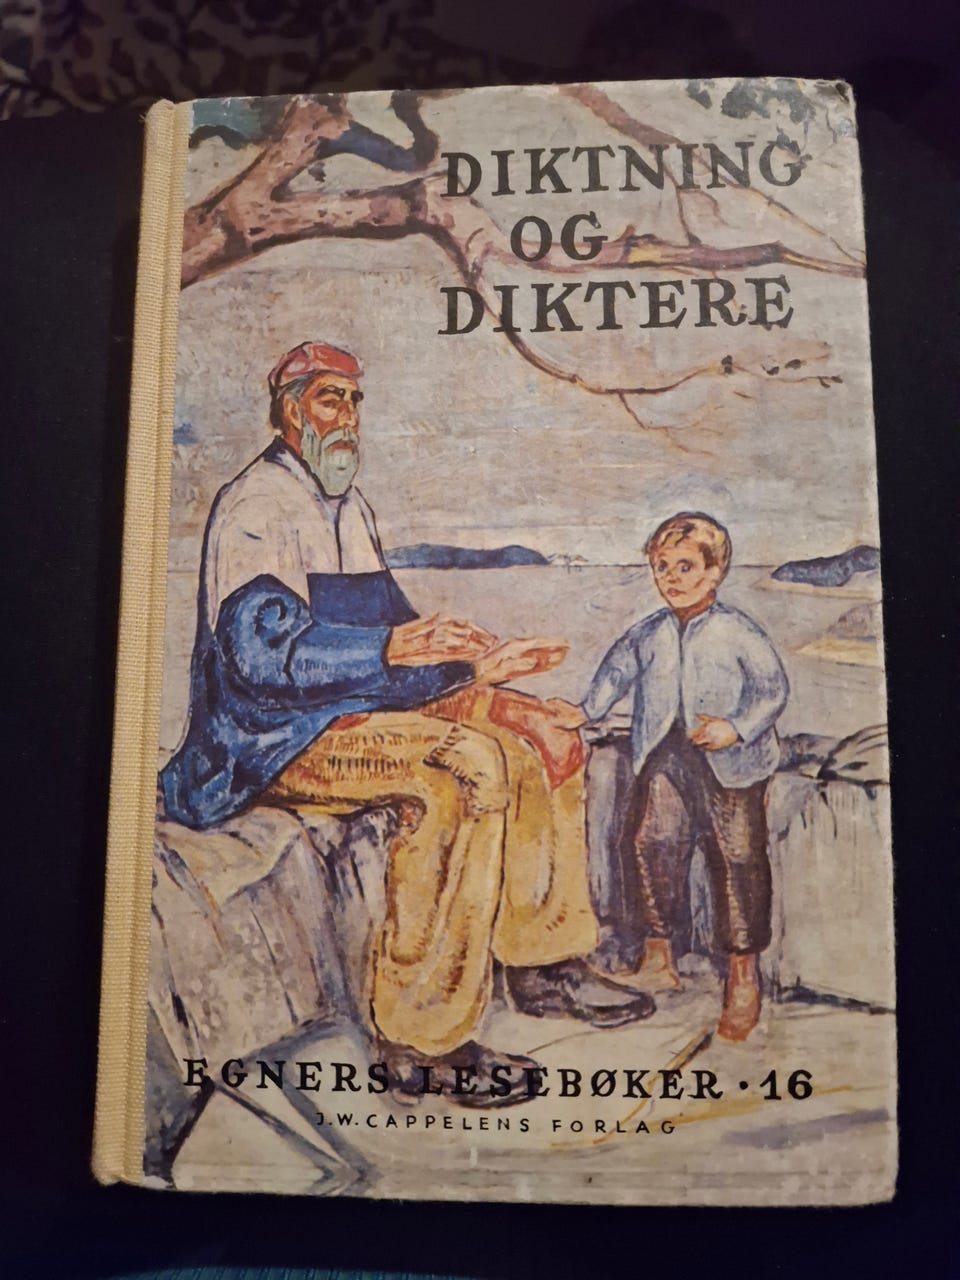 DIKTNING
OG
DIKTERE
EGNERS LESEBØKER · 16
J.W. CAPPELENS FORLAG